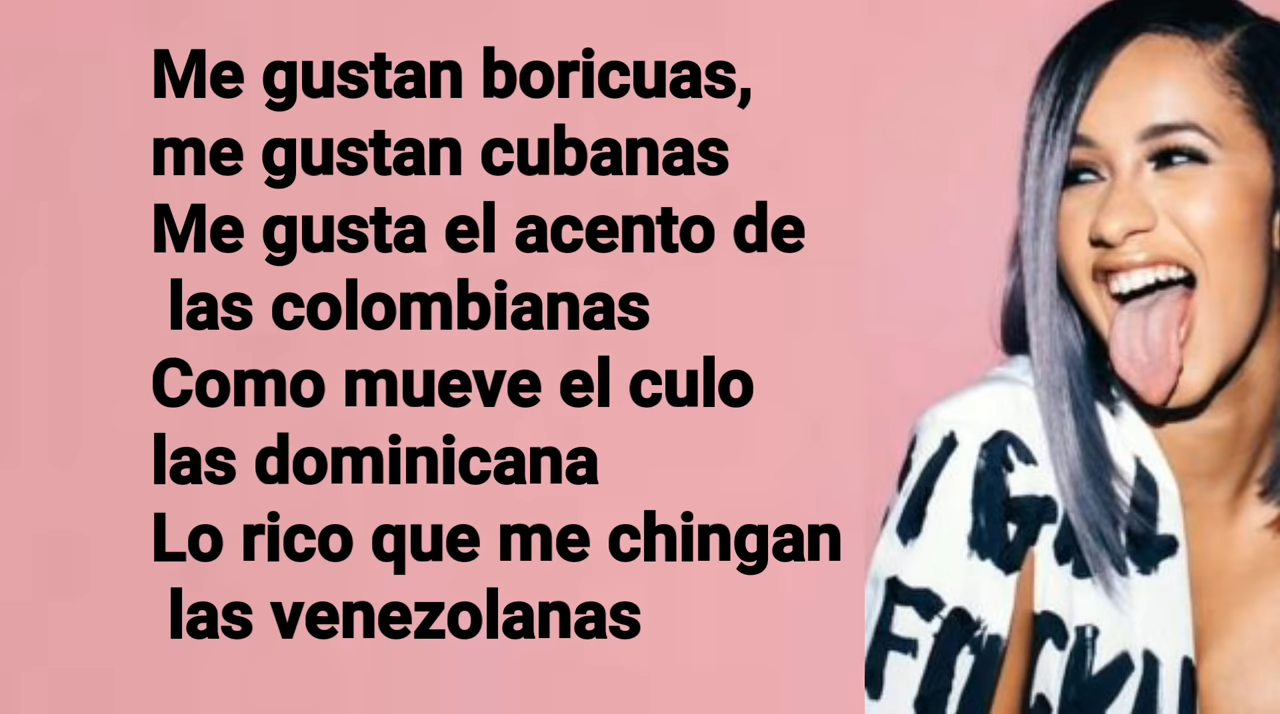 Me gustan boricuas,
me gustan cubanas
Me gusta el acento de
las colombianas
Como mueve el culo
las dominicana
Lo rico que me chingan
las venezolanas